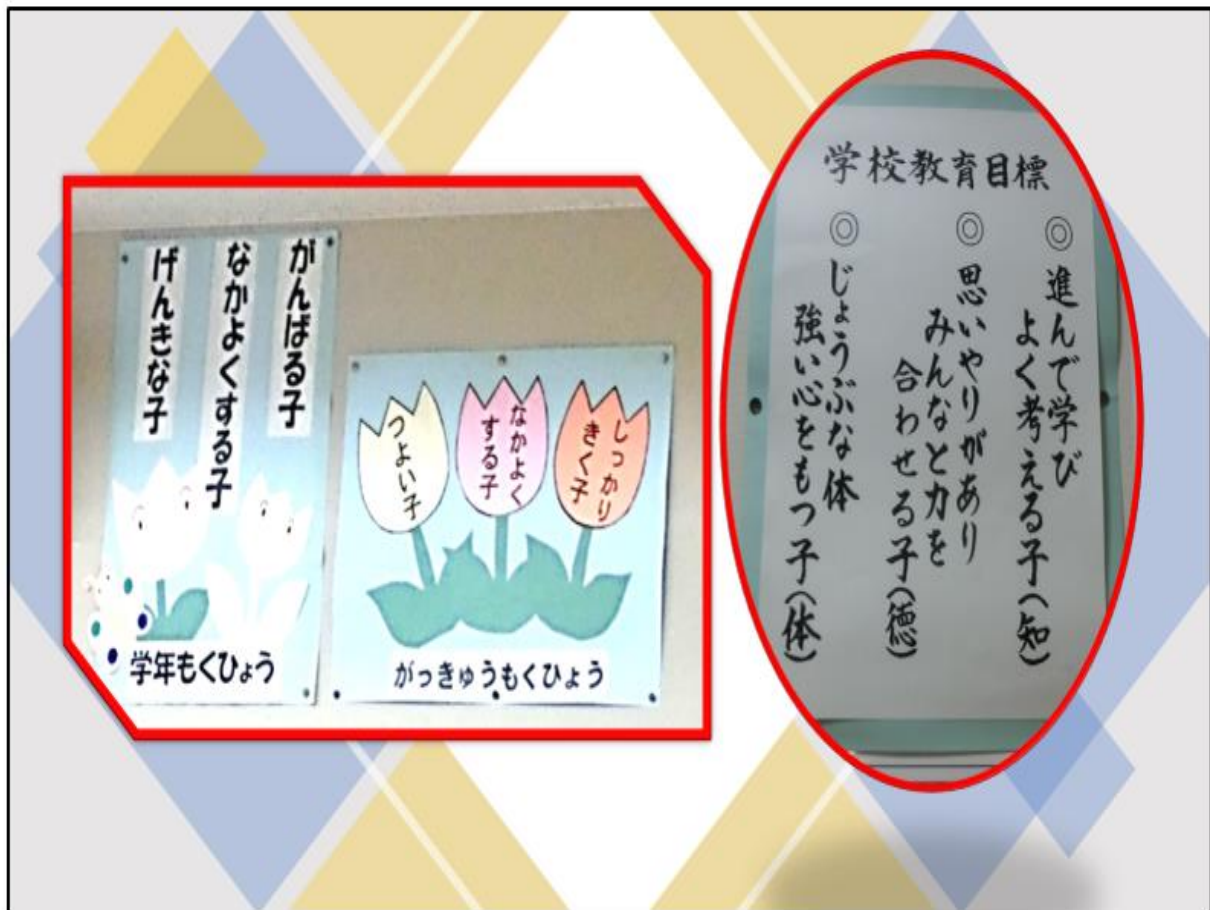 がんばる子
なかよくする子
げんきな子
学年もくひょう
しっかり
きく子
なかよく
する子
つよい子
がっきゅうもくひょう
学校教育目標
◎進んで学び
よく考える子(知)
◎思いやりがあり
みんなと力を
合わせる子(徳)
◎じょうぶな体
強い心をもつ子(体)